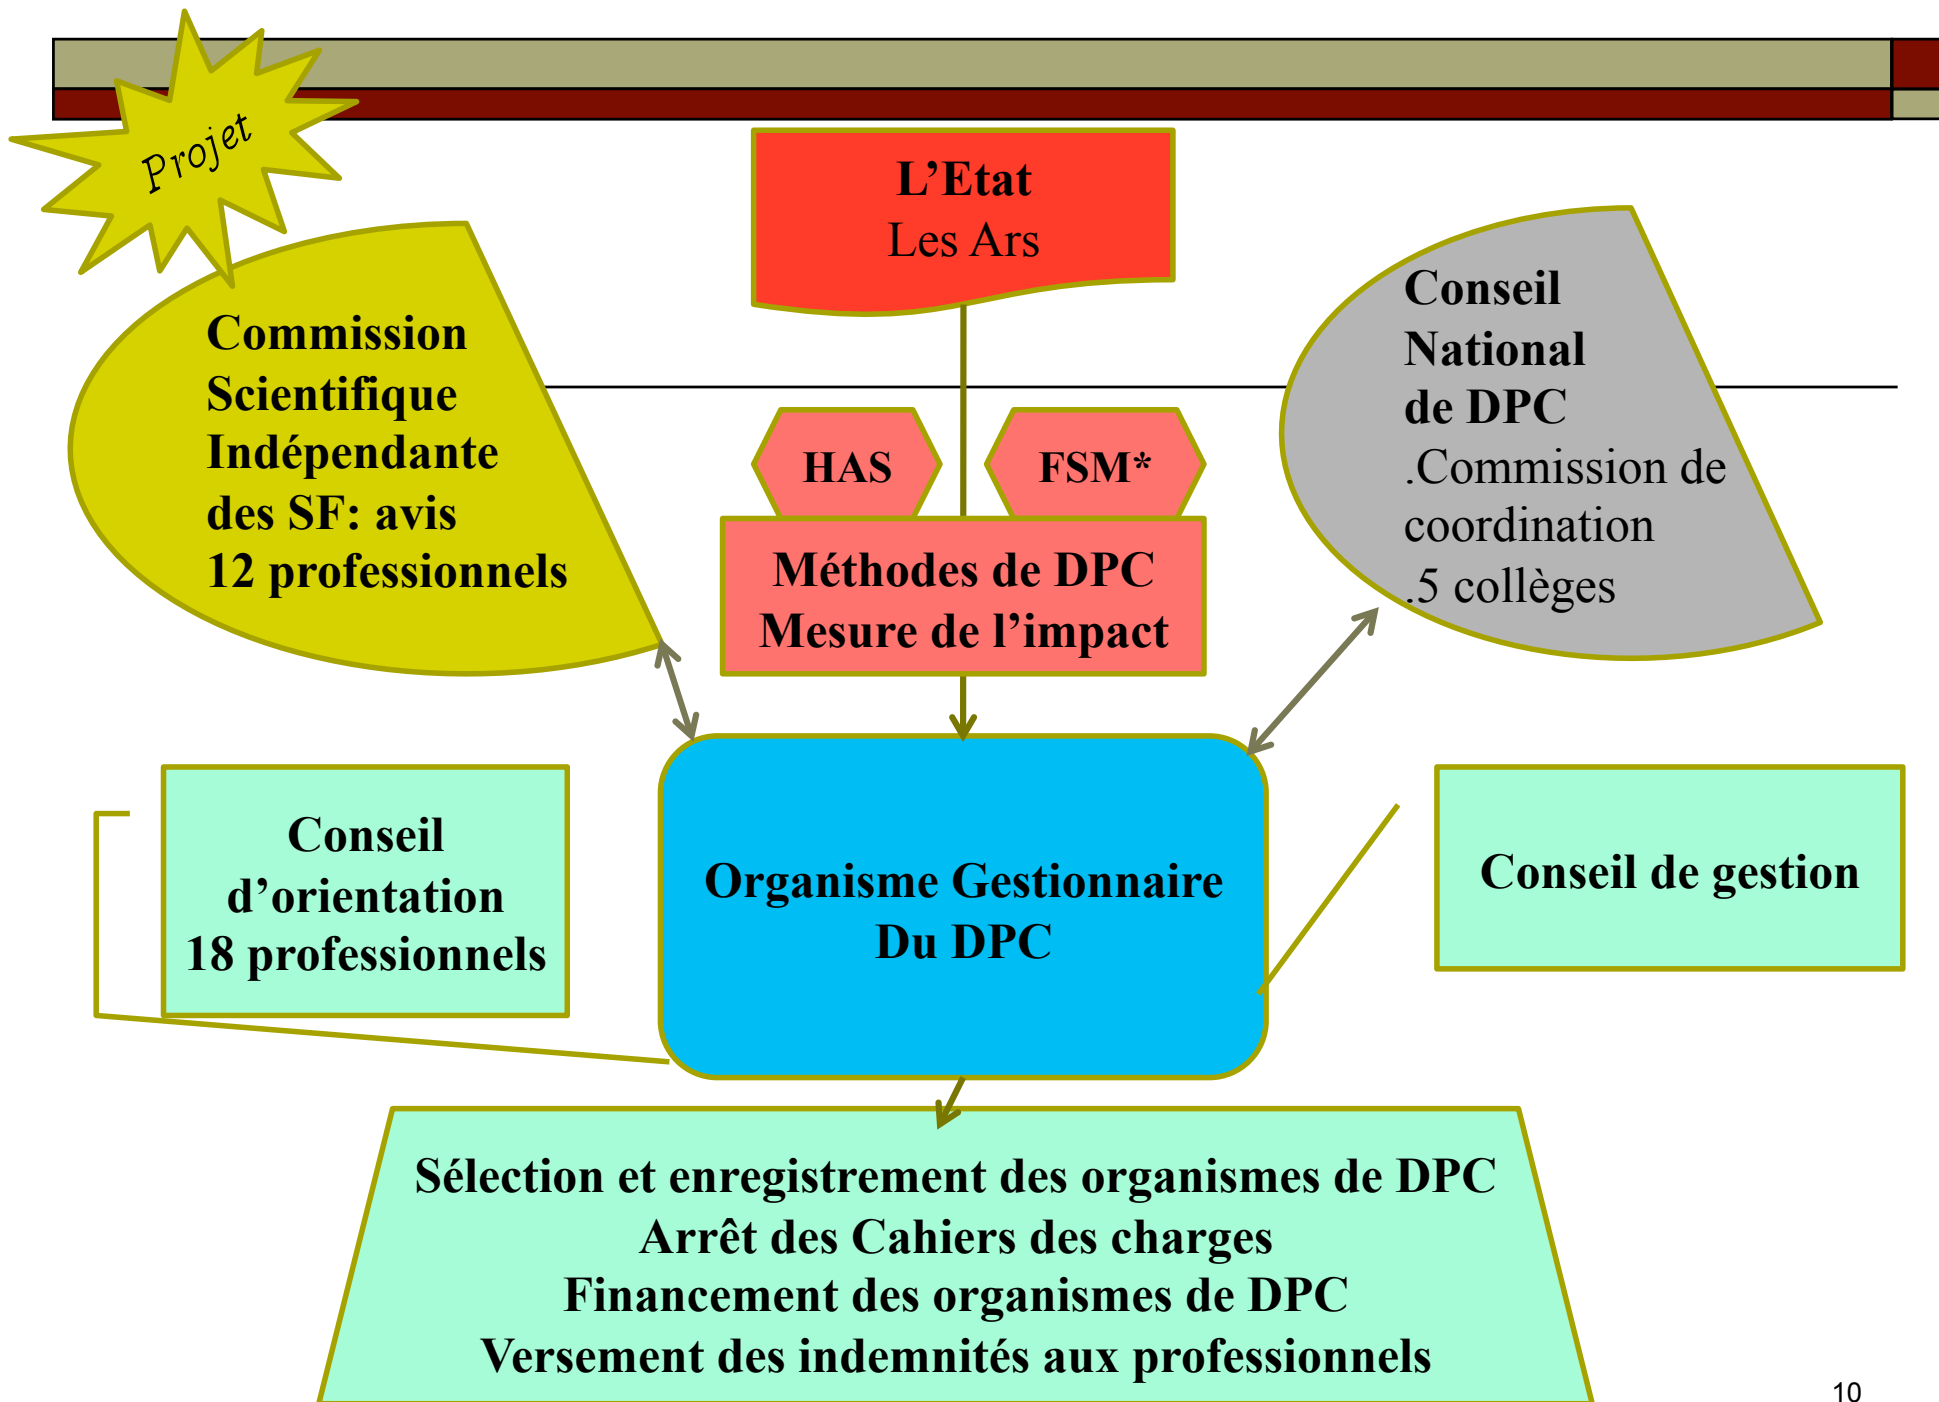 Projet
L’Etat
Les Ars
Commission
Scientifique
Indépendante
des SF: avis
12 professionnels
HAS
FSM*
Méthodes de DPC
Mesure de l’impact
Conseil
National
de DPC
.Commission de
coordination
.5 collèges
Conseil
d’orientation
18 professionnels
Organisme Gestionnaire
Du DPC
Conseil de gestion
Sélection et enregistrement des organismes de DPC
Arrêt des Cahiers des charges
Financement des organismes de DPC
Versement des indemnités aux professionnels
10